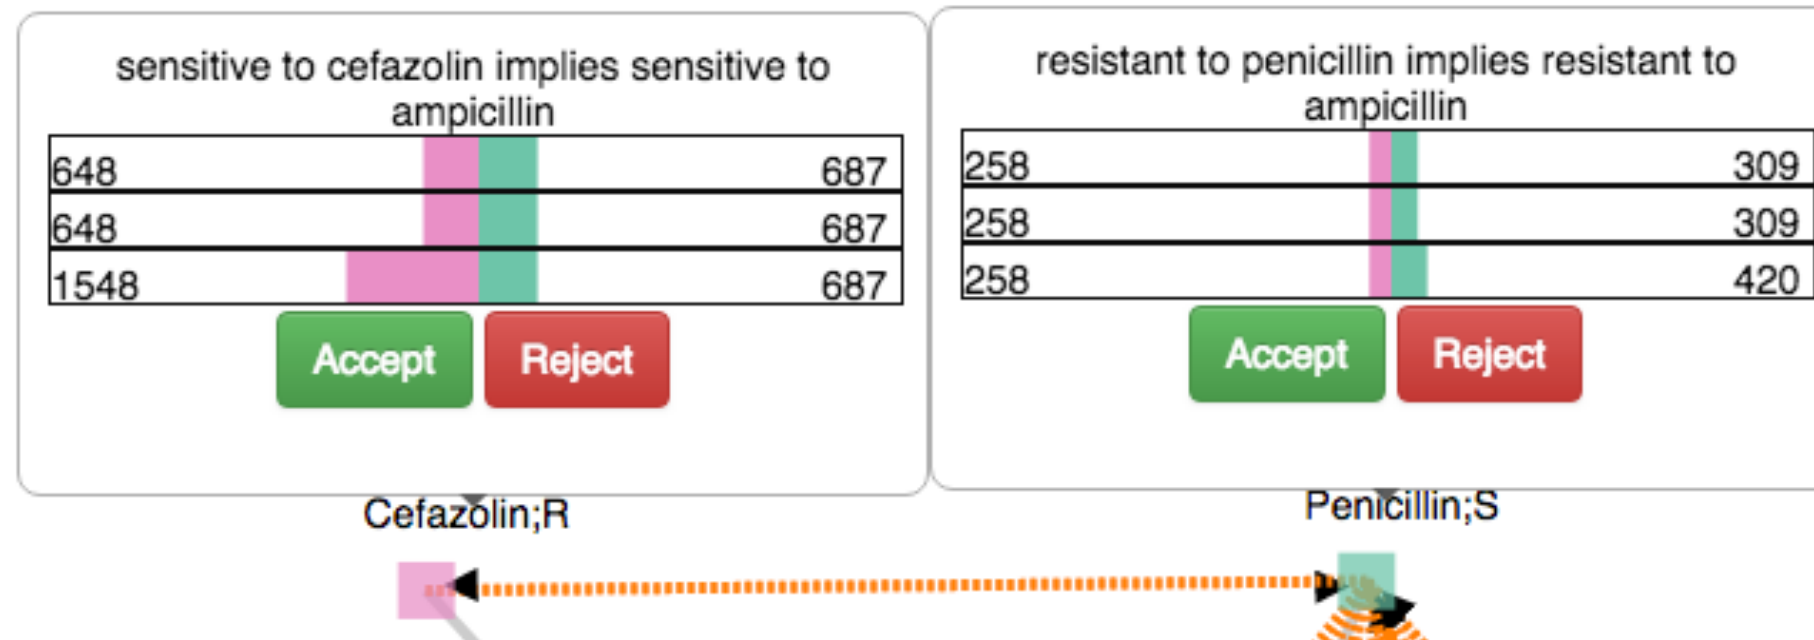 sensitive to cefazolin implies sensitive to
ampicillin
648 687
648 687
1548 687
Accept Reject
Cefazolin;R
resistant to penicillin implies resistant to
ampicillin
258 309
258 309
258 420
Accept Reject
Penicillin;S